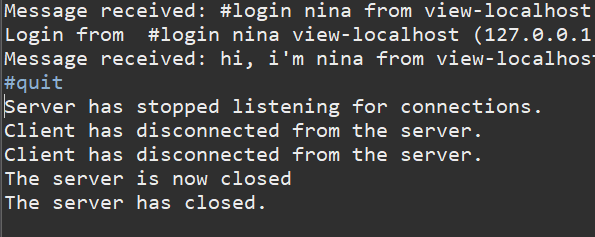 Message received: #login nina from view-localhost
Login from  #login nina view-localhost (127.0.0.1
Message received: hi, i'm nina from view-localhost
#quit
Server has stopped listening for connections.
Client has disconnected from the server.
Client has disconnected from the server.
The server is now closed
The server has closed.